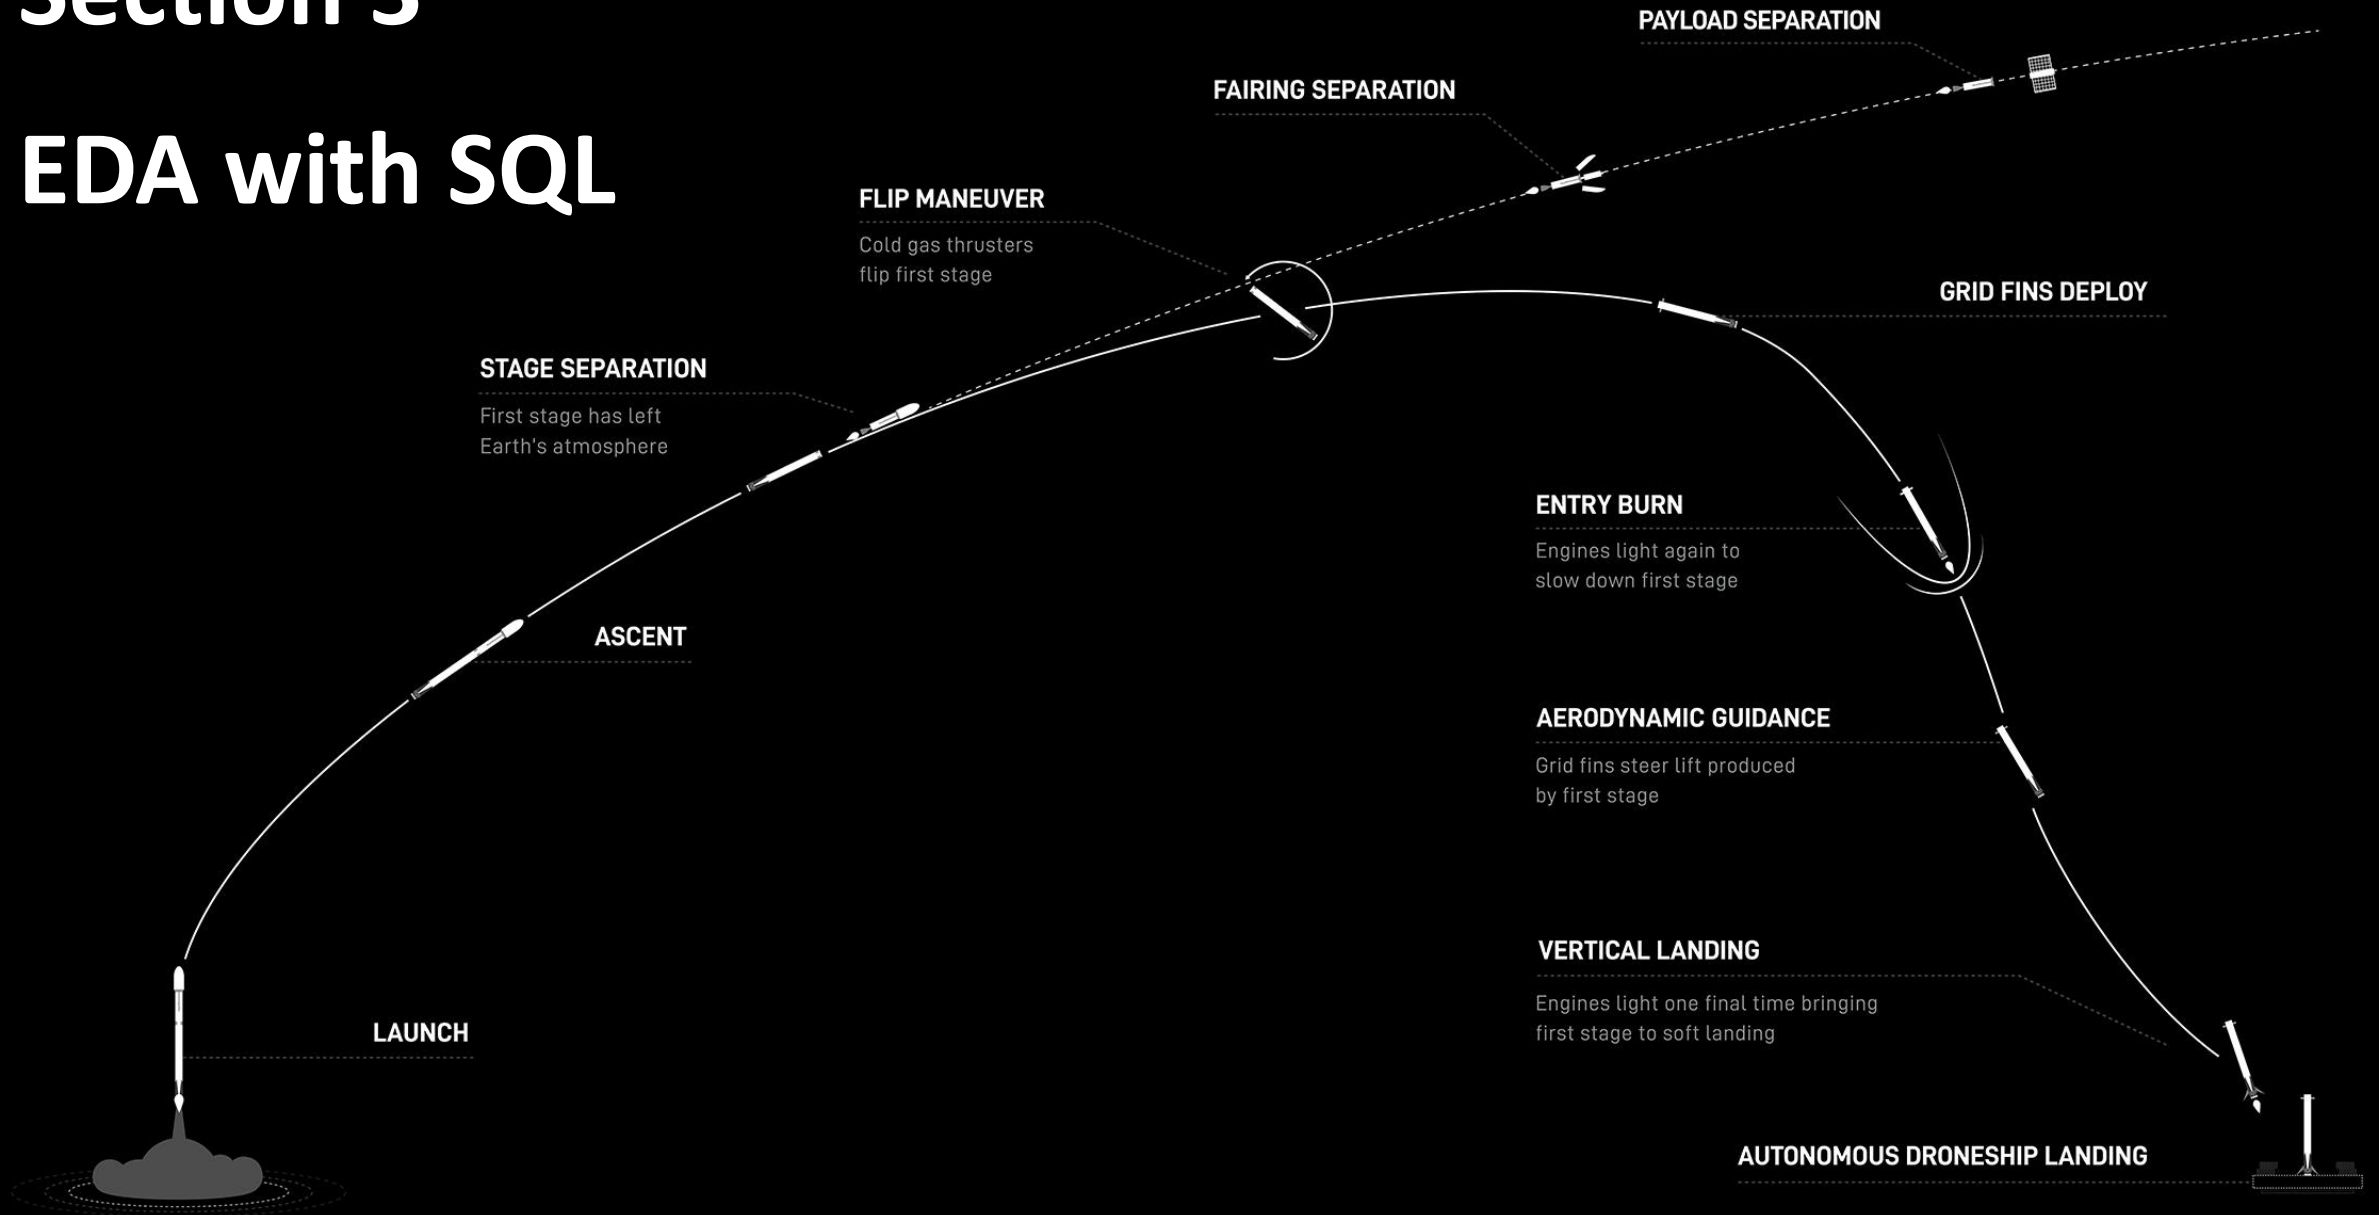 Section 3
EDA with SQL
PAYLOAD SEPARATION
FAIRING SEPARATION
FLIP MANEUVER
Cold gas thrusters
flip first stage
GRID FINS DEPLOY
STAGE SEPARATION
First stage has left
Earth's atmosphere
ENTRY BURN
Engines light again to
slow down first stage
ASCENT
AERODYNAMIC GUIDANCE
Grid fins steer lift produced
by first stage
VERTICAL LANDING
Engines light one final time bringing
first stage to soft landing
LAUNCH
AUTONOMOUS DRONESHIP LANDING